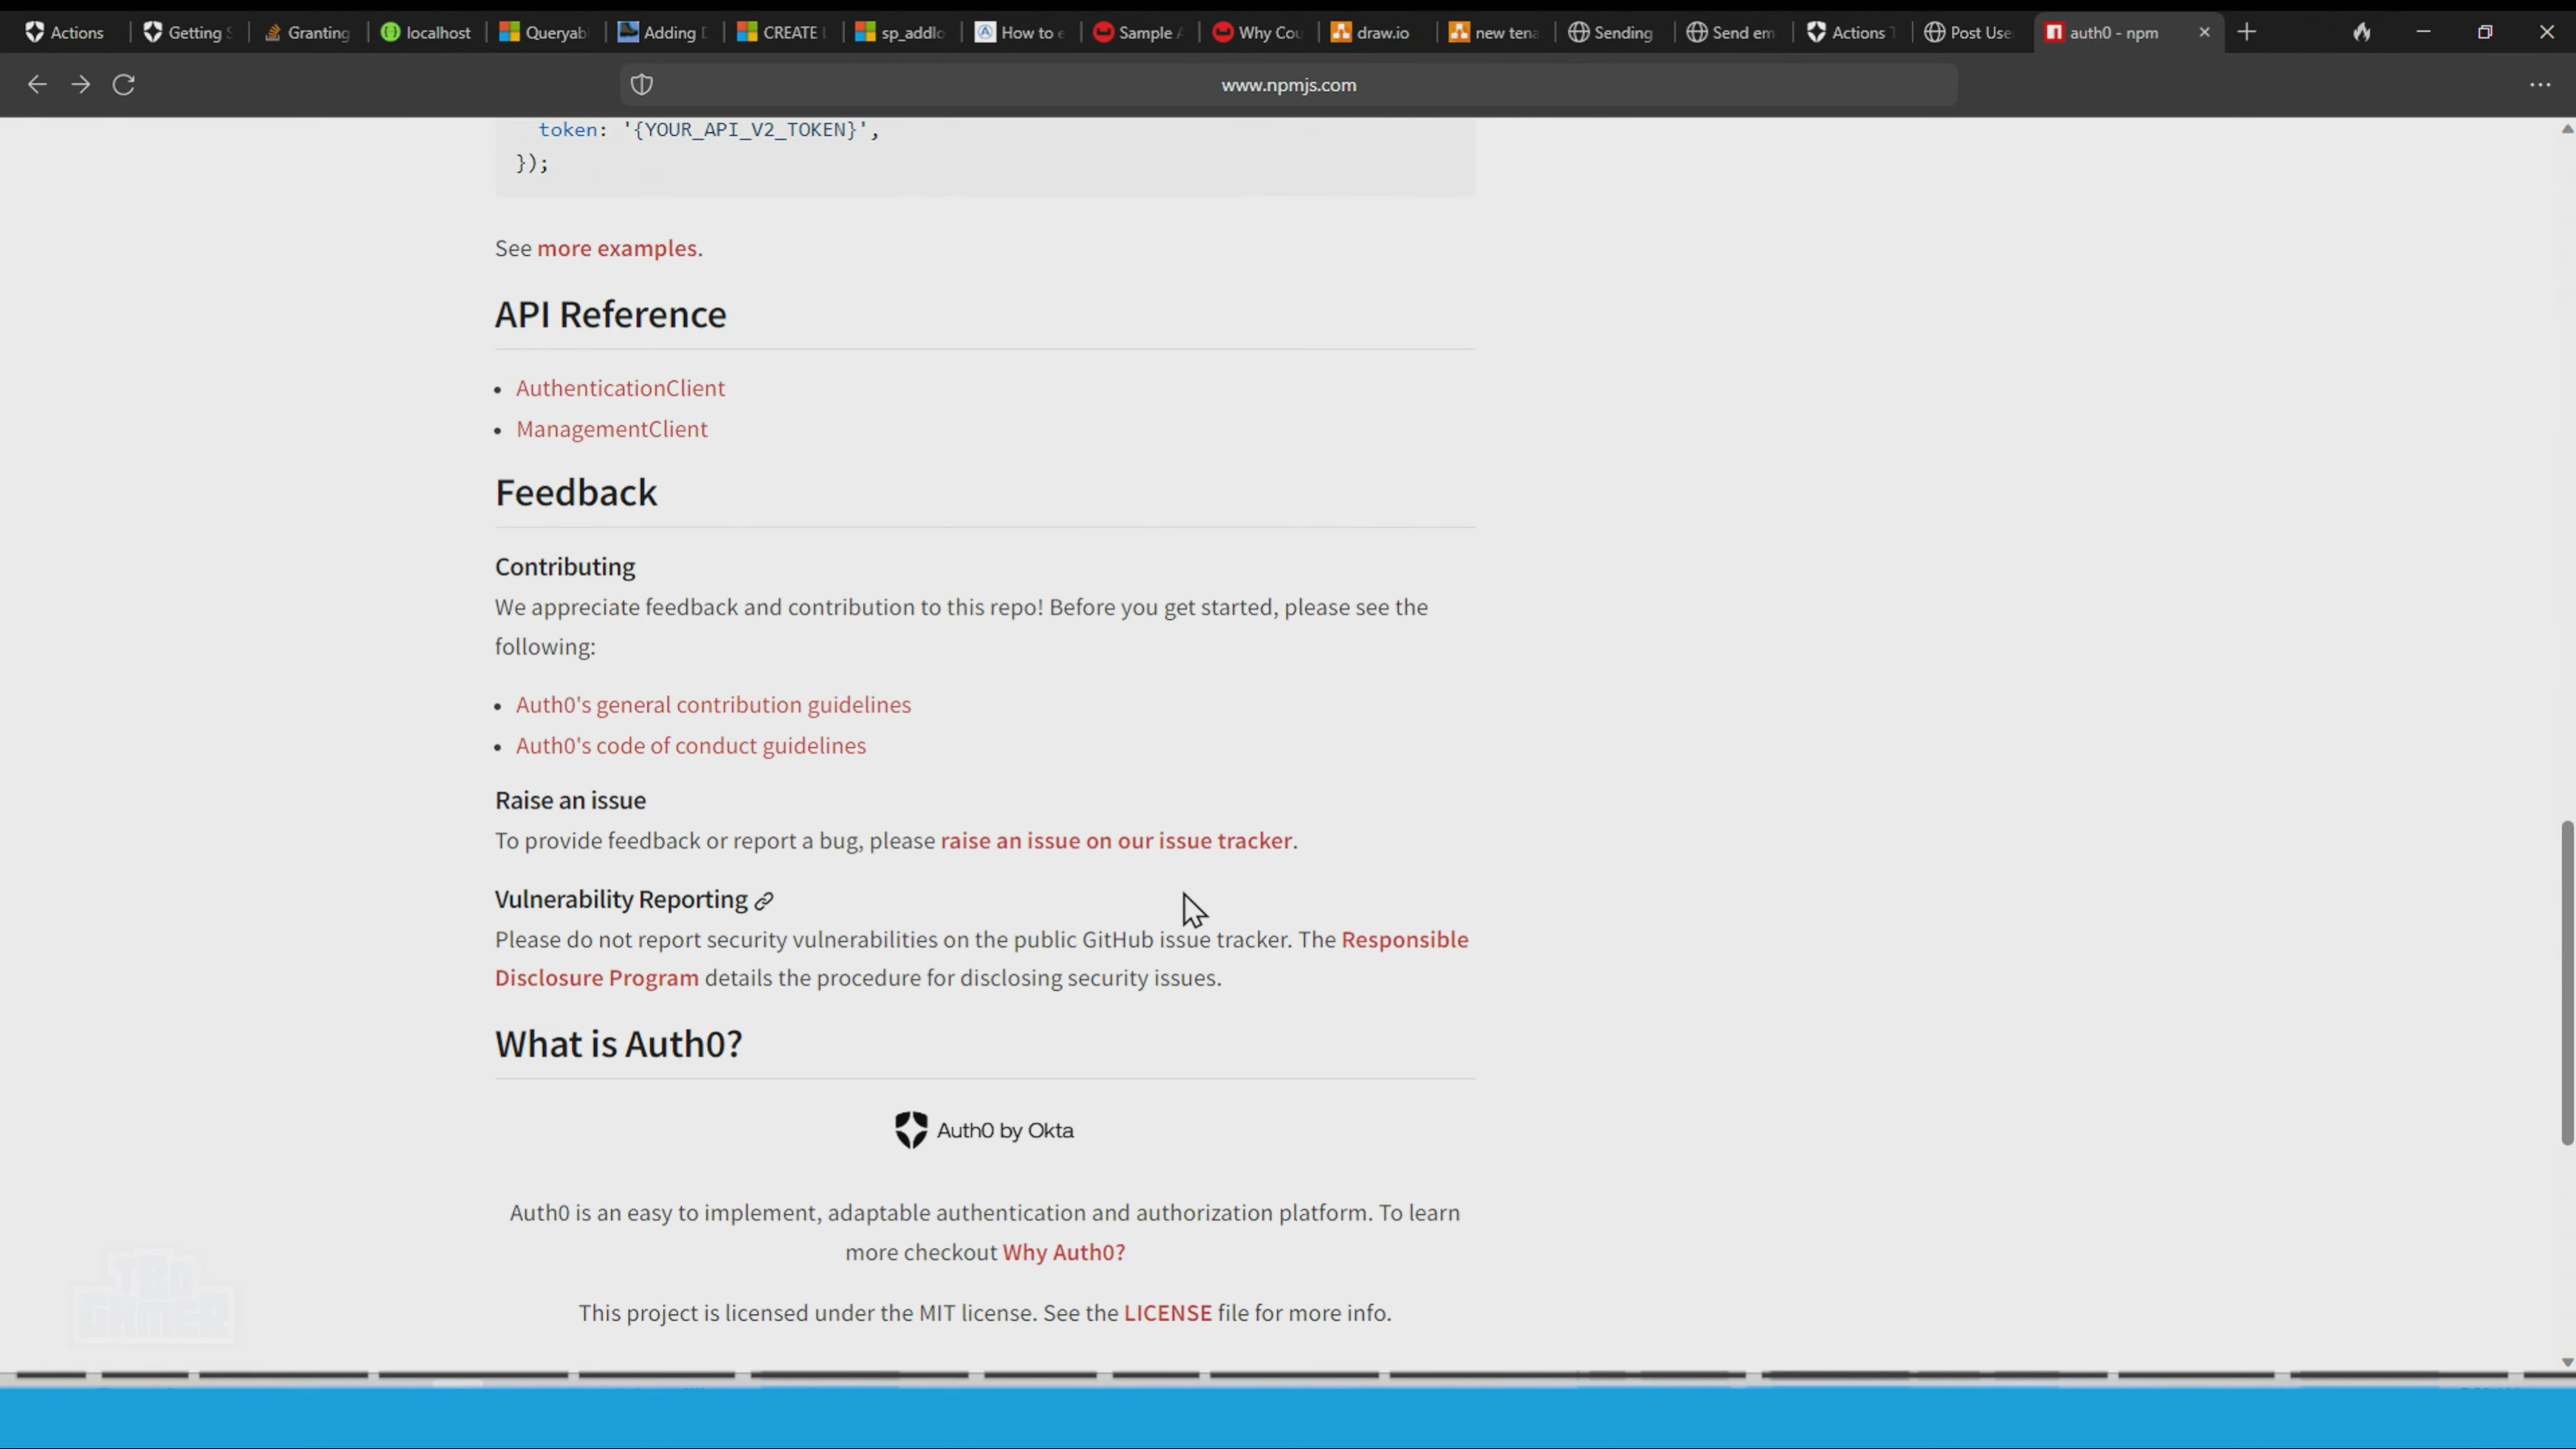 Actions
Getting S
Granting
localhost
Queryab
Adding D
CREATE L
sp_addlo
How to e
Sample A
Why Cou
draw.io
new tena
Sending
Send em
Actions T
Post Use
auth0 - npm
www.npmjs.com
token: '{YOUR_API_V2_TOKEN}',
});
See more examples.
API Reference
• AuthenticationClient
• ManagementClient
Feedback
Contributing
We appreciate feedback and contribution to this repo! Before you get started, please see the
following:
• Auth0's general contribution guidelines
• Auth0's code of conduct guidelines
Raise an issue
To provide feedback or report a bug, please raise an issue on our issue tracker.
Vulnerability Reporting
Please do not report security vulnerabilities on the public GitHub issue tracker. The Responsible
Disclosure Program details the procedure for disclosing security issues.
What is Auth0?
Auth0 by Okta
Auth0 is an easy to implement, adaptable authentication and authorization platform. To learn
more checkout Why Auth0?
This project is licensed under the MIT license. See the LICENSE file for more info.
TBD
GAMER